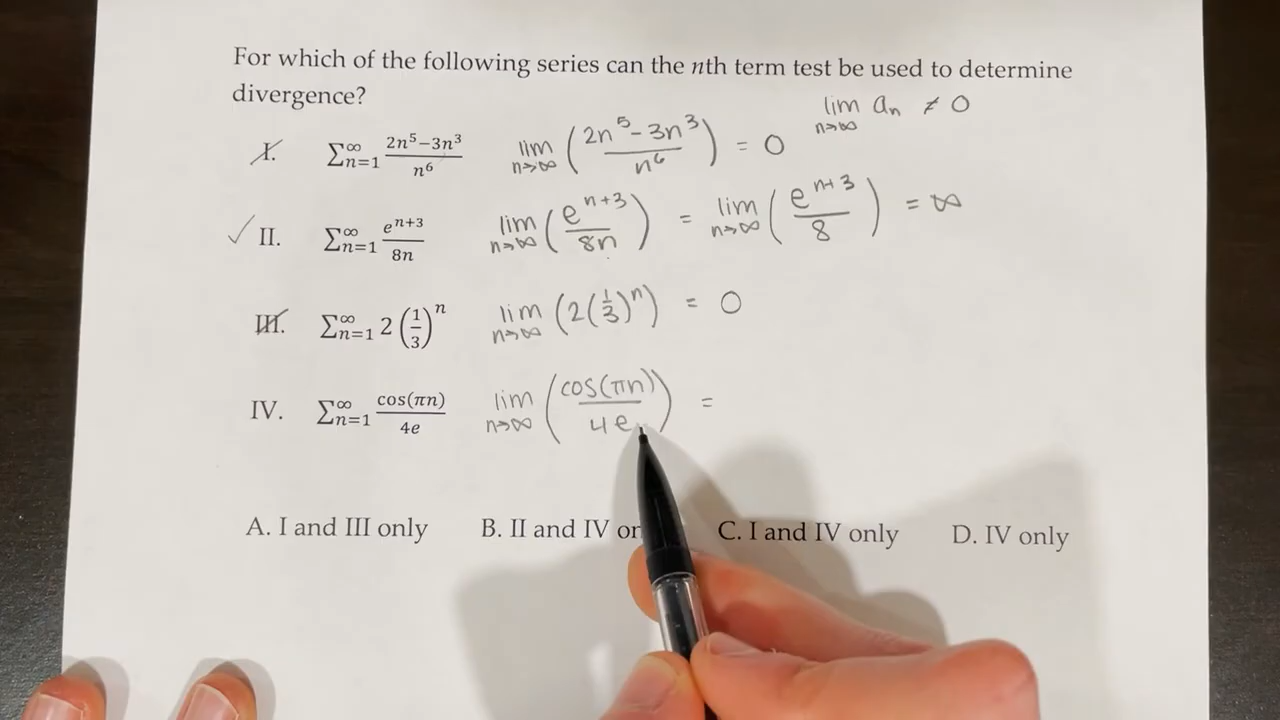 For which of the following series can the nth term test be used to determine
divergence?
lim n→∞ aₙ ≠ 0
I. ∑∞n=1 2n⁵−3n³/n⁶ lim n→∞ (2n⁵−3n³/n⁶) = 0
✓ II. ∑∞n=1 eⁿ⁺³/8n lim n→∞ (eⁿ⁺³/8n) = lim n→∞ (eⁿ⁺³/8) = ∞
III. ∑∞n=1 2(1/3)ⁿ lim n→∞ (2(1/3)ⁿ) = 0
IV. ∑∞n=1 cos(πn)/4e lim n→∞ (cos(πn)/4e) =
A. I and III only B. II and IV C. I and IV only D. IV only